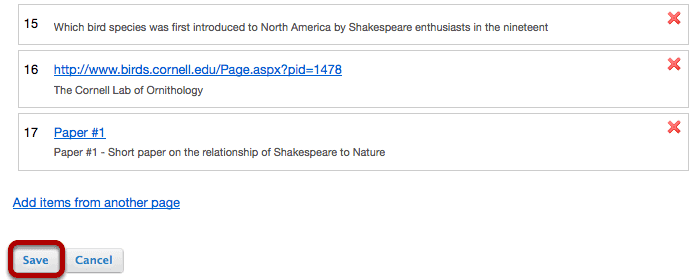 15 Which bird species was first introduced to North America by Shakespeare enthusiasts in the nineteent
16 http://www.birds.cornell.edu/Page.aspx?pid=1478
The Cornell Lab of Ornithology
17 Paper #1
Paper #1 - Short paper on the relationship of Shakespeare to Nature
Add items from another page
Save Cancel